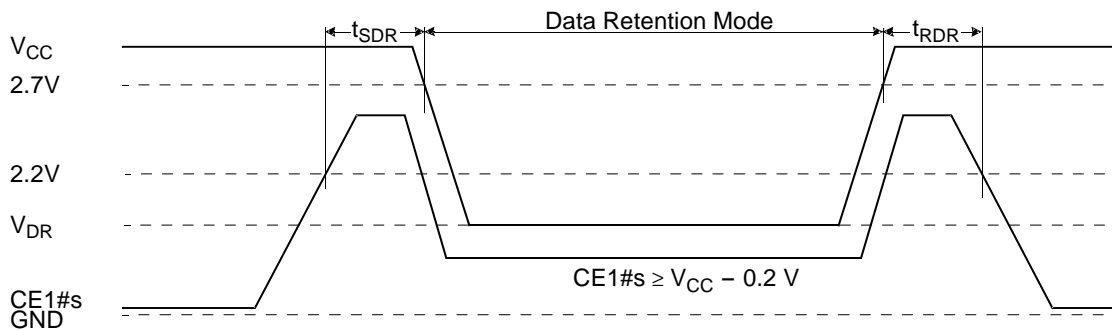 Data Retention Mode
tSDR
tRDR
VCC
2.7V
2.2V
VDR
CE1#s ≥ VCC − 0.2 V
CE1#s
GND